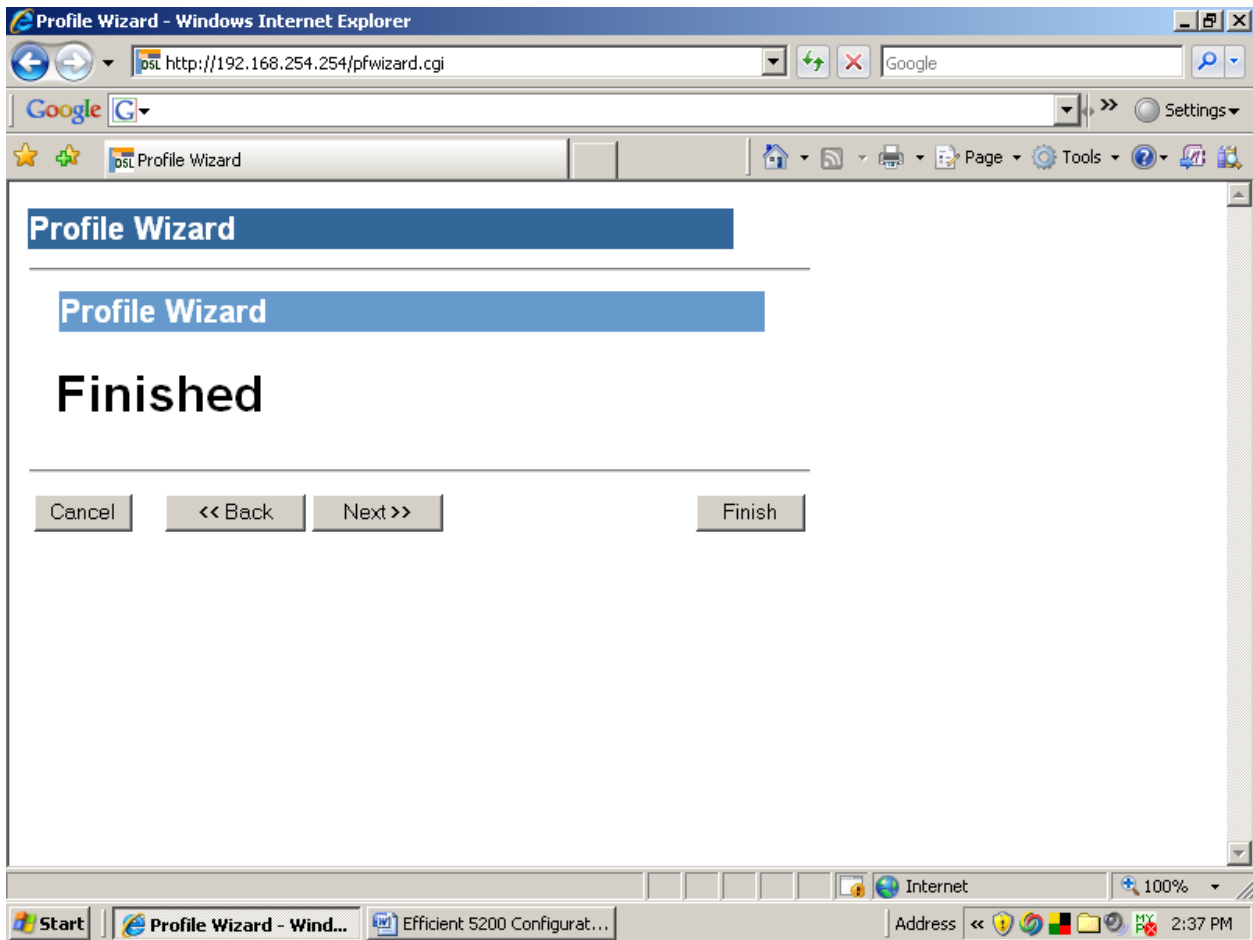 Profile Wizard - Windows Internet Explorer
DSL http://192.168.254.254/pfwizard.cgi Google
Google G Settings
DSL Profile Wizard Page Tools
Profile Wizard
Profile Wizard
Finished
Cancel << Back Next >> Finish
Internet 100%
Start Profile Wizard - Wind... Efficient 5200 Configurat... Address « 2:37 PM